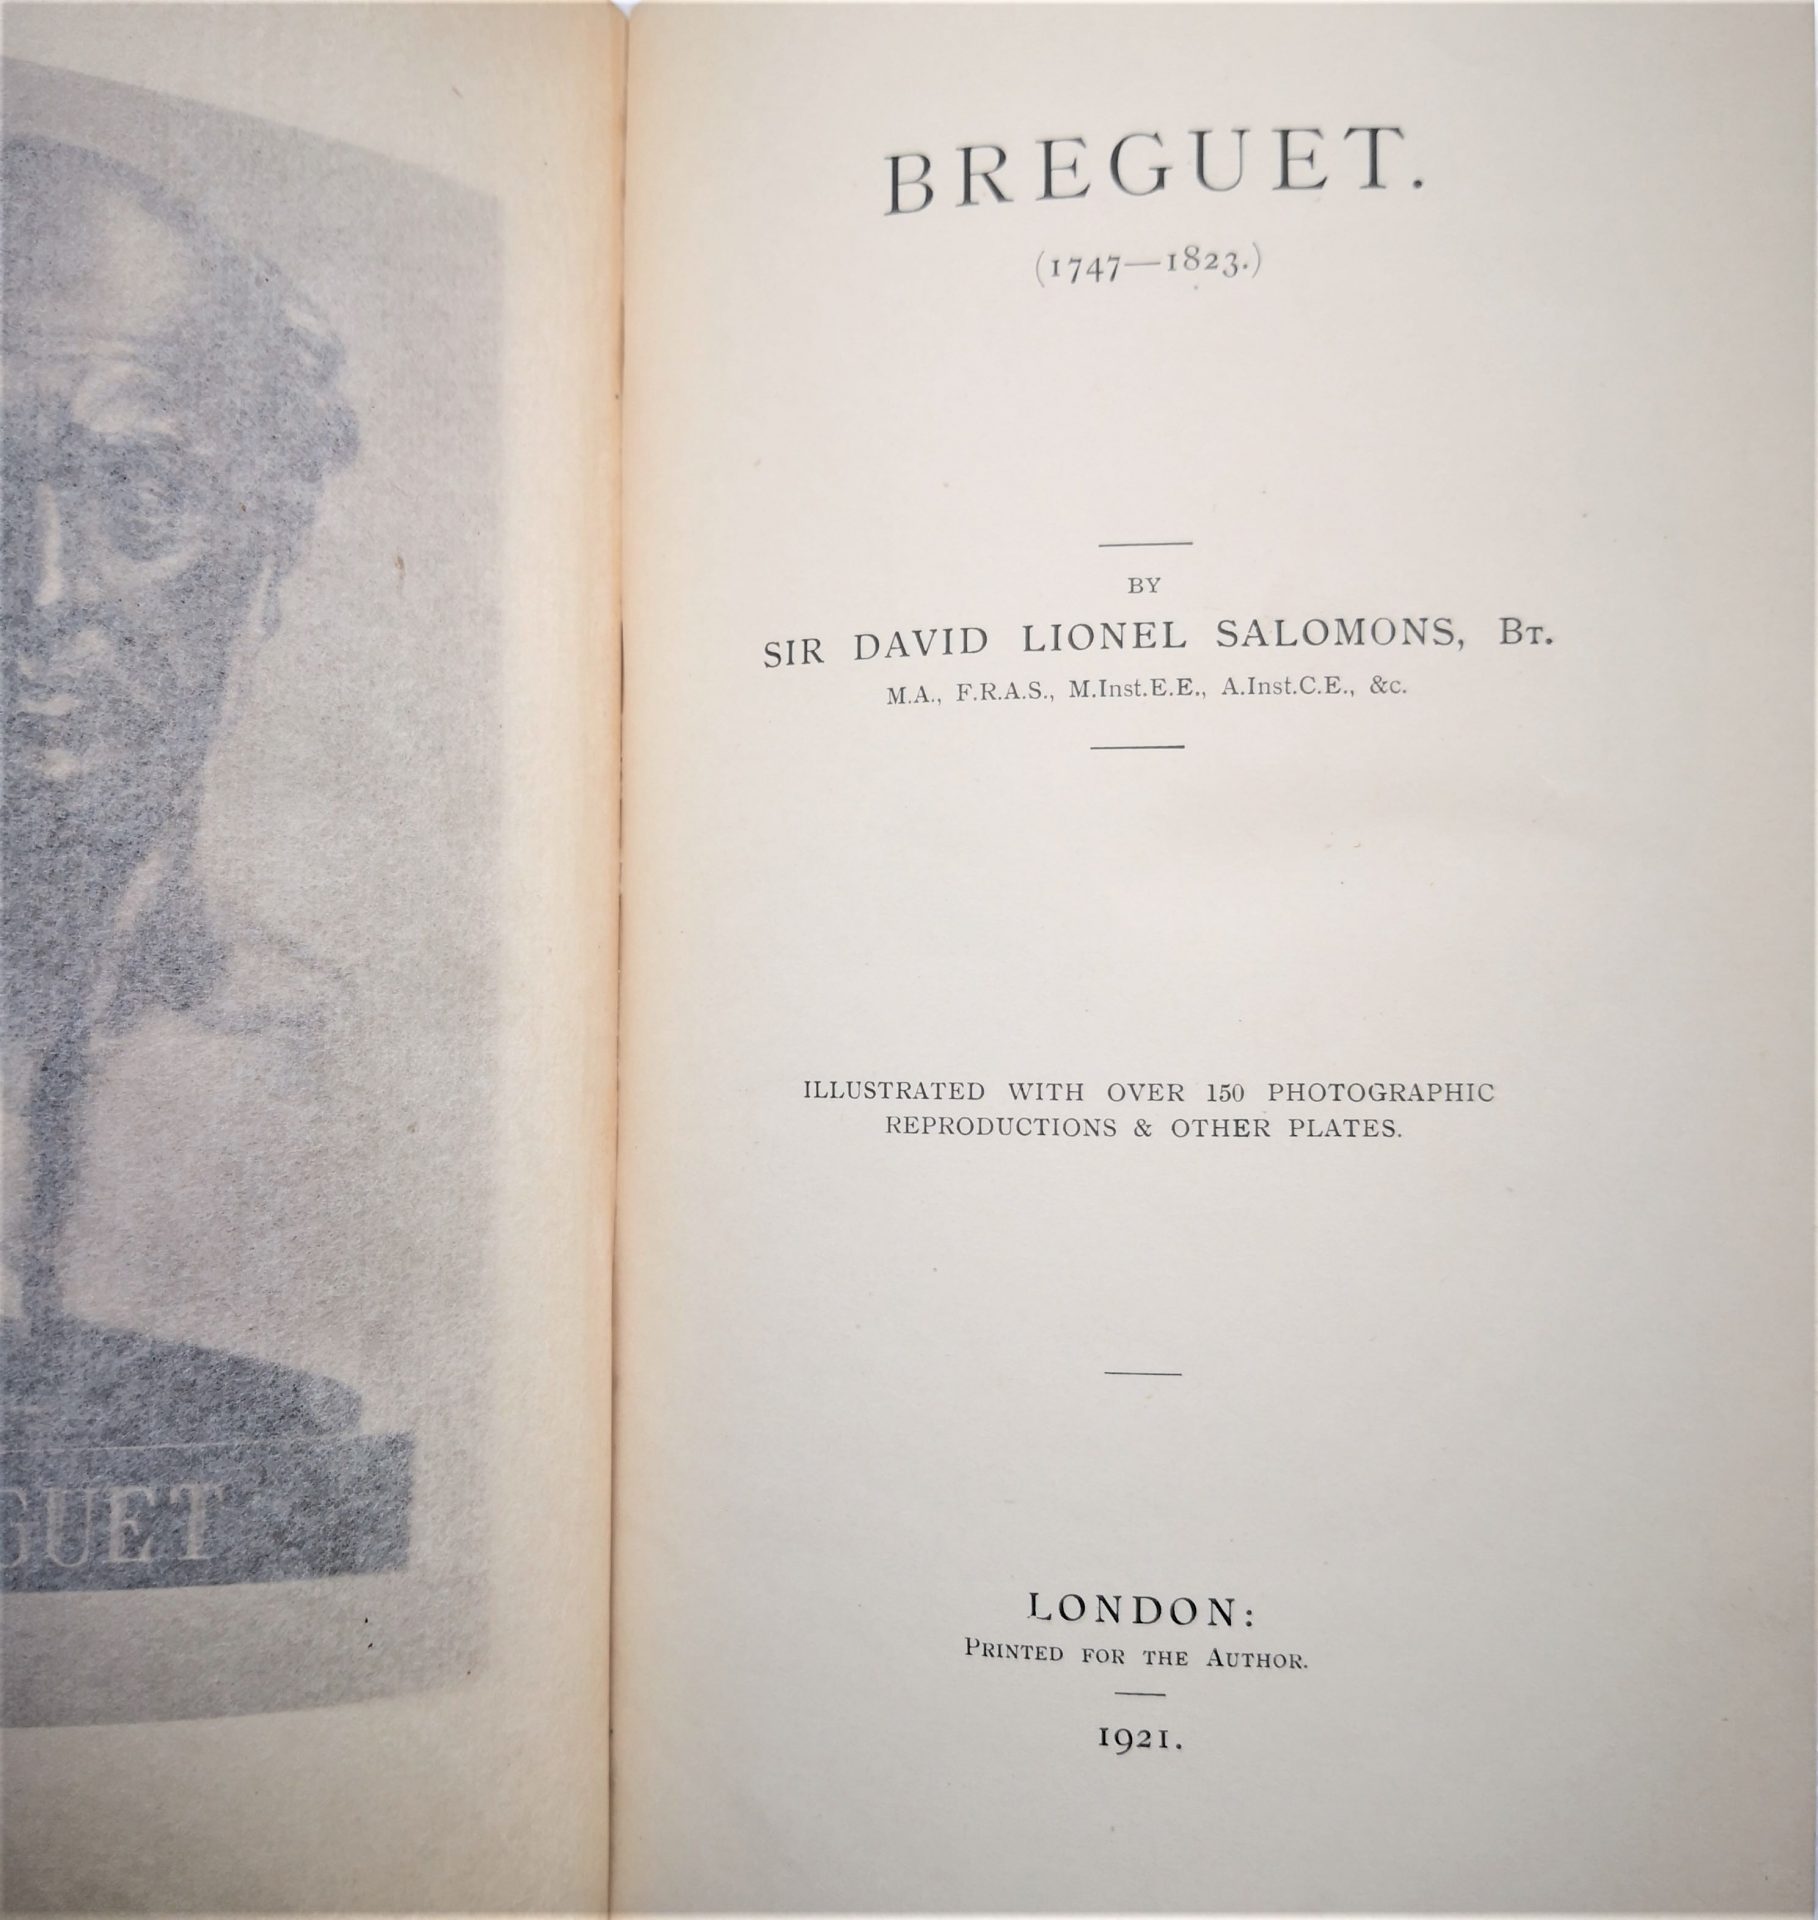 GUET
BREGUET.
(1747—1823.)
BY
SIR DAVID LIONEL SALOMONS, BT.
M.A., F.R.A.S., M.Inst.E.E., A.Inst.C.E., &c.
ILLUSTRATED WITH OVER 150 PHOTOGRAPHIC
REPRODUCTIONS & OTHER PLATES.
LONDON:
PRINTED FOR THE AUTHOR.
1921.